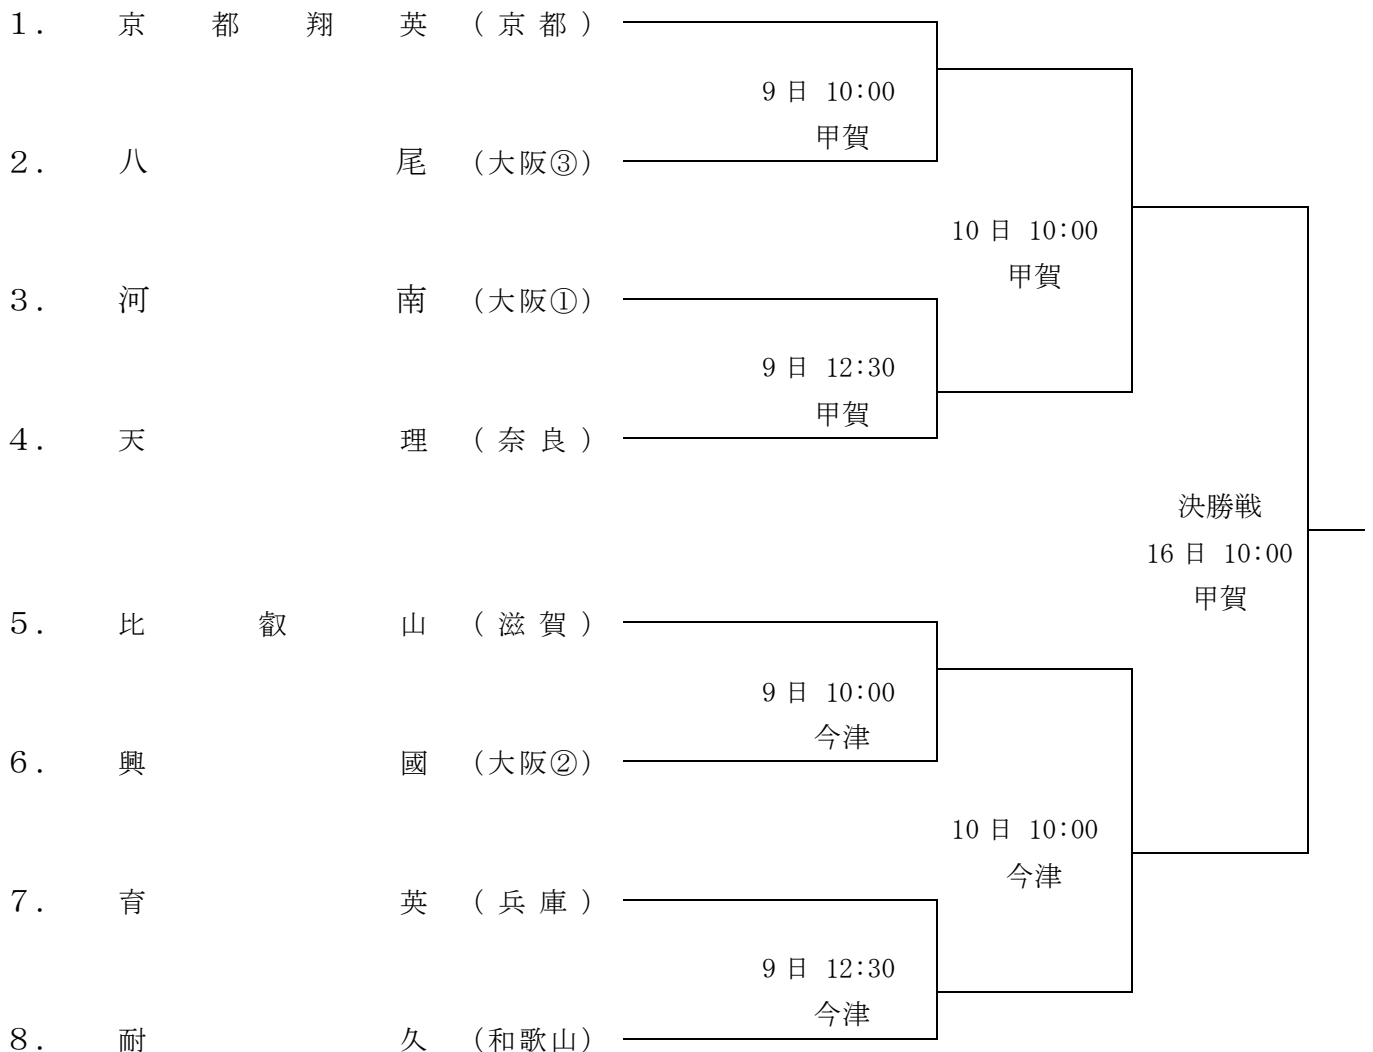 1． 京都翔英 (京都)
9日 10:00
甲賀
2． 八尾 (大阪③)
10日 10:00
甲賀
3． 河南 (大阪①)
9日 12:30
甲賀
4． 天理 (奈良)
決勝戦
16日 10:00
甲賀
5． 比叡山 (滋賀)
9日 10:00
今津
6． 興國 (大阪②)
10日 10:00
今津
7． 育英 (兵庫)
9日 12:30
今津
8． 耐久 (和歌山)